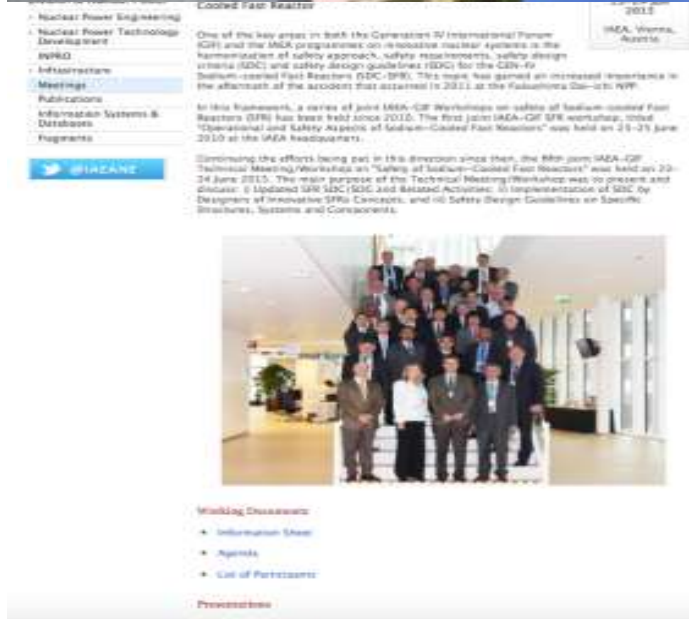 Nuclear Power Engineering
Nuclear Power Technology
Development
INPRO
Infrastructure
Meetings
Publications
Information Systems &
Databases
Fragments
@IAEANE
Cooled Fast Reactor
2015
IAEA, Vienna,
Austria
One of the key areas in both the Generation IV International Forum
(GIF) and the IAEA programmes on innovative nuclear systems is the
harmonization of safety approach, safety requirements, safety design
criteria (SDC) and safety design guidelines (SDG) for the GEN-IV
Sodium-cooled Fast Reactors (SDC-SFR). This topic has gained an increased importance in
the aftermath of the accident that occurred in 2011 at the Fukushima Dai-ichi NPP.
In this framework, a series of joint IAEA-GIF Workshops on safety of Sodium-cooled Fast
Reactors (SFR) has been held since 2010. The first joint IAEA-GIF SFR workshop, titled
"Operational and Safety Aspects of Sodium-Cooled Fast Reactors" was held on 23-25 June
2010 at the IAEA headquarters.
Continuing the efforts being put in this direction since then, the fifth joint IAEA-GIF
Technical Meeting/Workshop on "Safety of Sodium-Cooled Fast Reactors" was held on 23-
24 June 2015. The main purpose of the Technical Meeting/Workshop was to present and
discuss: i) Updated SFR SDC/SDG and Related Activities; ii) Implementation of SDC by
Designers of Innovative SFRs Concepts, and iii) Safety Design Guidelines on Specific
Structures, Systems and Components.
Working Documents
Information Sheet
Agenda
List of Participants
Presentations